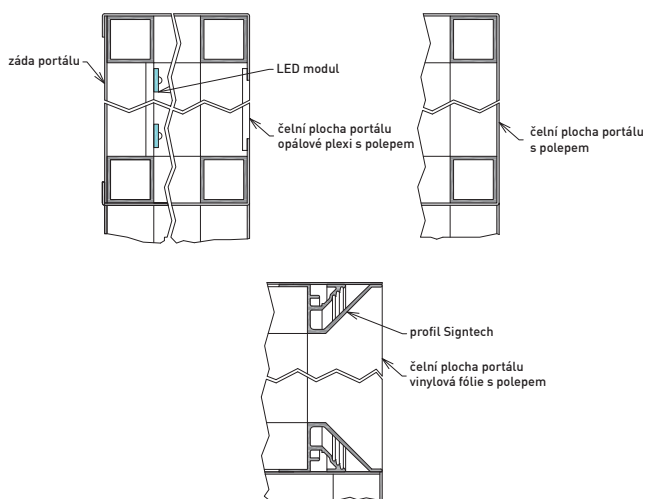 záda portálu
LED modul
čelní plocha portálu
opálové plexi s polepem
čelní plocha portálu
s polepem
profil Signtech
čelní plocha portálu
vinylová fólie s polepem